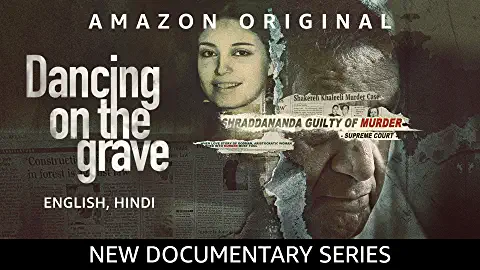 AMAZON ORIGINAL
Dancing
on the
grave
ENGLISH, HINDI
Shakereh Khaleeli Murder Case
SHRADDANANDA GUILTY OF MURDER
- SUPREME COURT -
NEW DOCUMENTARY SERIES